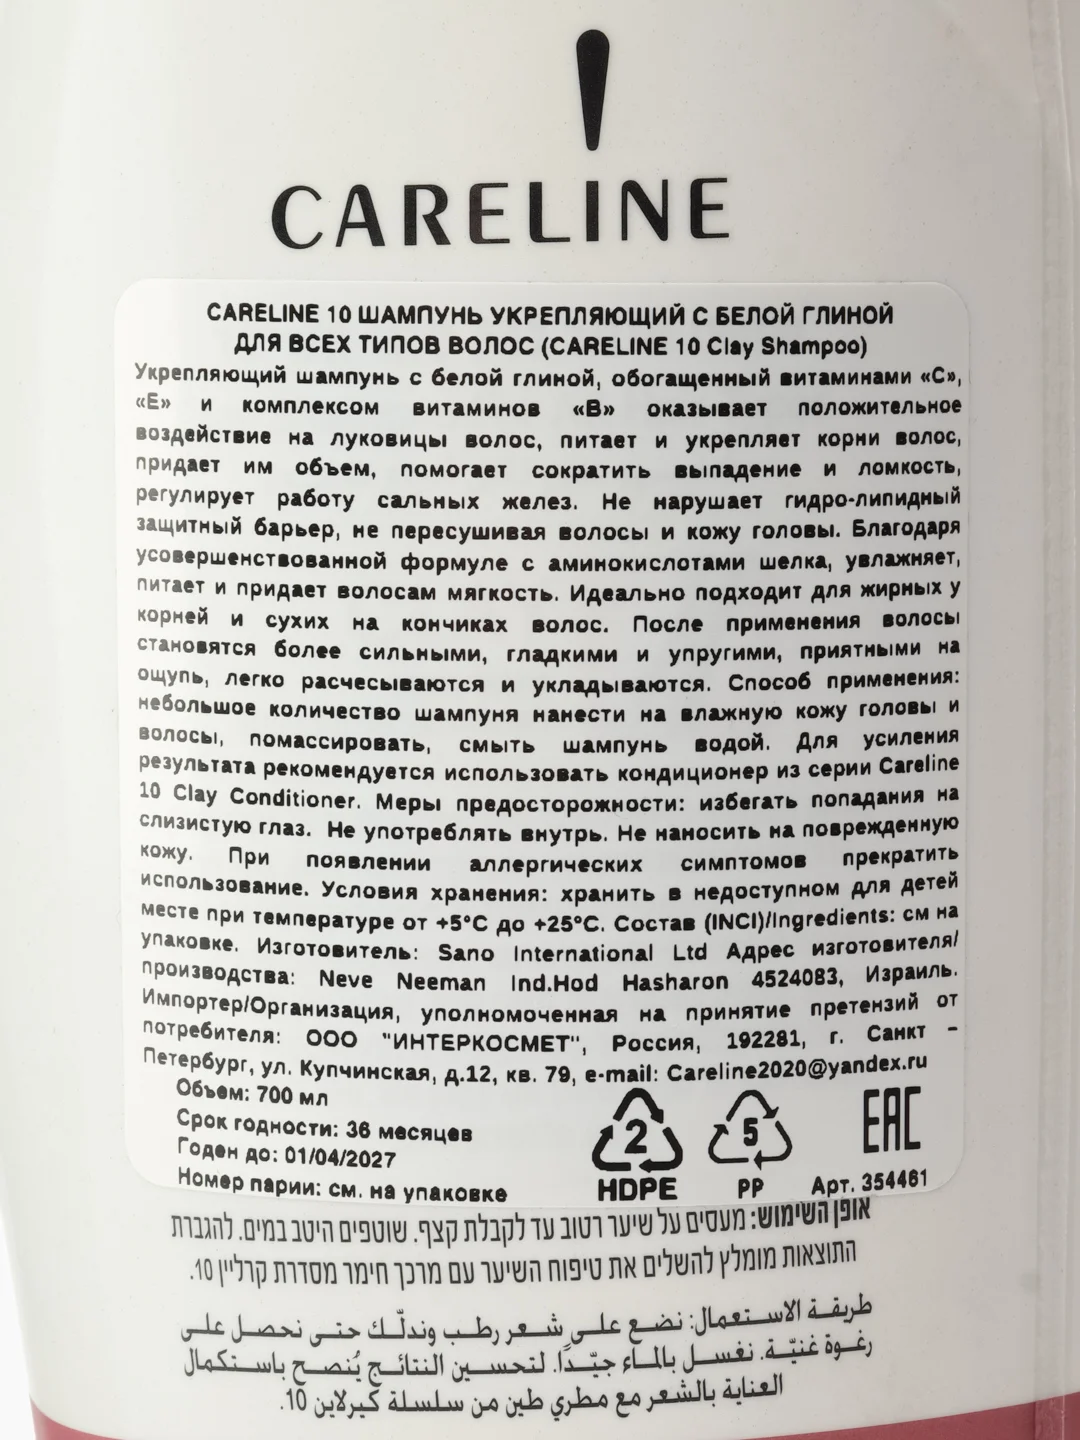 CARELINE
CARELINE 10 ШАМПУНЬ УКРЕПЛЯЮЩИЙ С БЕЛОЙ ГЛИНОЙ
ДЛЯ ВСЕХ ТИПОВ ВОЛОС (CARELINE 10 Clay Shampoo)
Укрепляющий шампунь с белой глиной, обогащенный витаминами «С»,
«Е» и комплексом витаминов «В» оказывает положительное
воздействие на луковицы волос, питает и укрепляет корни волос,
придает им объем, помогает сократить выпадение и ломкость,
регулирует работу сальных желез. Не нарушает гидро-липидный
защитный барьер, не пересушивая волосы и кожу головы. Благодаря
усовершенствованной формуле с аминокислотами шелка, увлажняет,
питает и придает волосам мягкость. Идеально подходит для жирных у
корней и сухих на кончиках волос. После применения волосы
становятся более сильными, гладкими и упругими, приятными на
ощупь, легко расчесываются и укладываются. Способ применения:
небольшое количество шампуня нанести на влажную кожу головы и
волосы, помассировать, смыть шампунь водой. Для усиления
результата рекомендуется использовать кондиционер из серии Careline
10 Clay Conditioner. Меры предосторожности: избегать попадания на
слизистую глаз. Не употреблять внутрь. Не наносить на поврежденную
кожу. При появлении аллергических симптомов прекратить
использование. Условия хранения: хранить в недоступном для детей
месте при температуре от +5°С до +25°С. Состав (INCI)/Ingredients: см на
упаковке. Изготовитель: Sano International Ltd Адрес изготовителя/
производства: Neve Neeman Ind.Hod Hasharon 4524083, Израиль.
Импортер/Организация, уполномоченная на принятие претензий от
потребителя: ООО "ИНТЕРКОСМЕТ", Россия, 192281, г. Санкт –
Петербург, ул. Купчинская, д.12, кв. 79, e-mail: Careline2020@yandex.ru
Объем: 700 мл
Срок годности: 36 месяцев
Годен до: 01/04/2027
Номер парии: см. на упаковке
2
HDPE
5
PP
EAC
Арт. 354461
אופן השימוש: מעסים על שיער רטוב עד לקבלת קצף. שוטפים היטב במים. להגברת
התוצאות מומלץ להשלים את טיפוח השיער עם מרכך חימר מסדרת קרליין 10.
طريقة الاستعمال: نضع على شعر رطب وندلّك حتى نحصل على
رغوة غنيّة. نغسل بالماء جيّدًا. لتحسين النتائج يُنصح باستكمال
العناية بالشعر مع مطري طين من سلسلة كيرلاين 10.